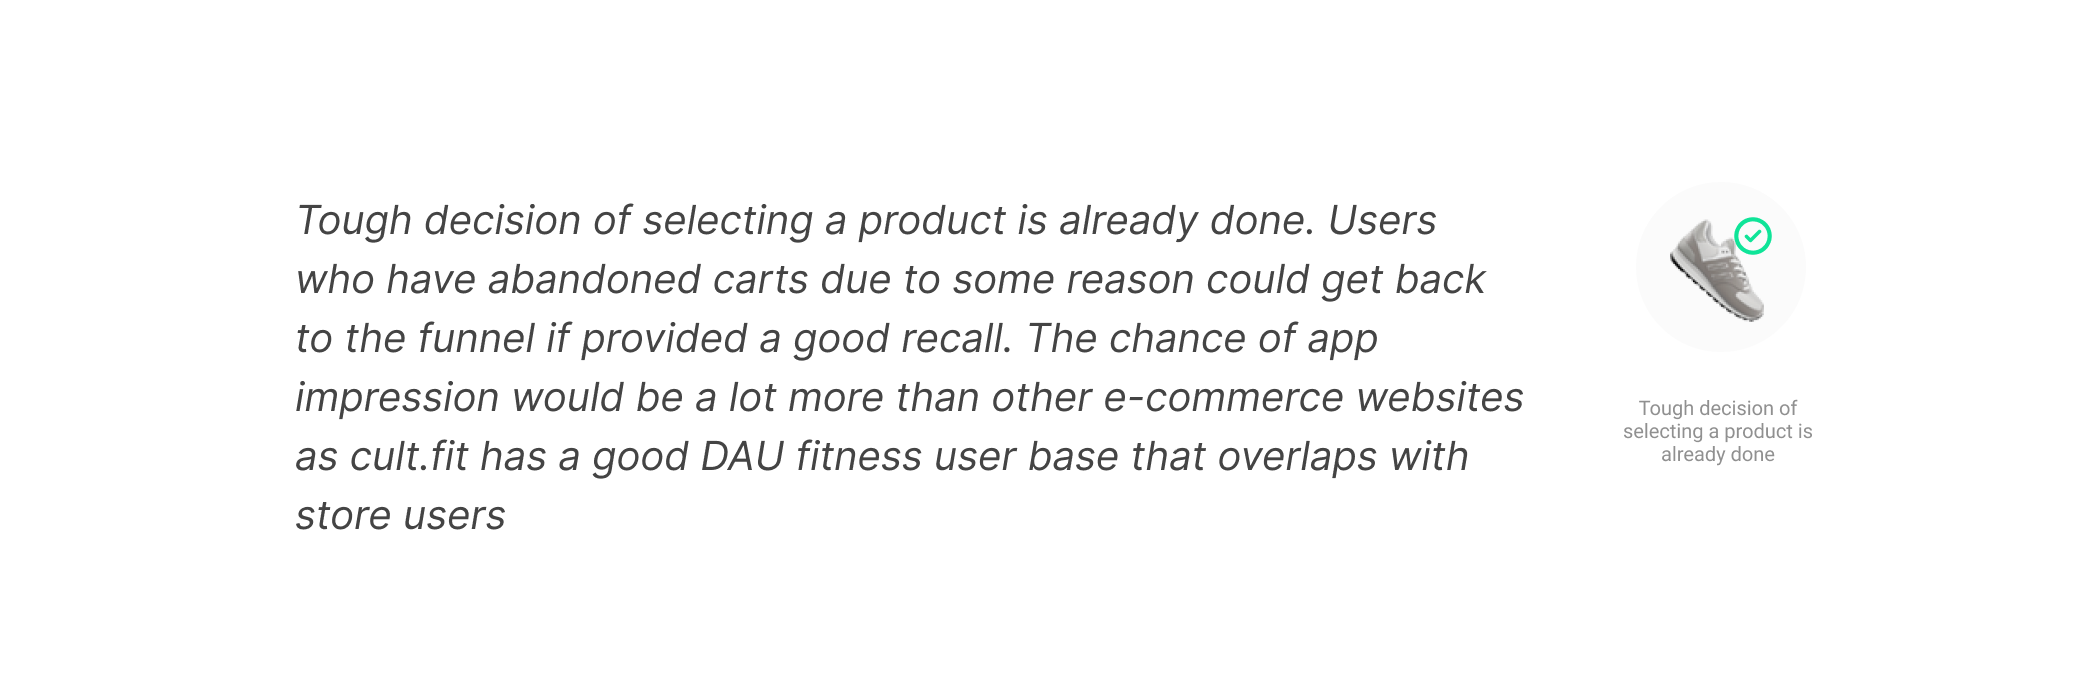 Tough decision of selecting a product is already done. Users
who have abandoned carts due to some reason could get back
to the funnel if provided a good recall. The chance of app
impression would be a lot more than other e-commerce websites
as cult.fit has a good DAU fitness user base that overlaps with
store users
Tough decision of
selecting a product is
already done